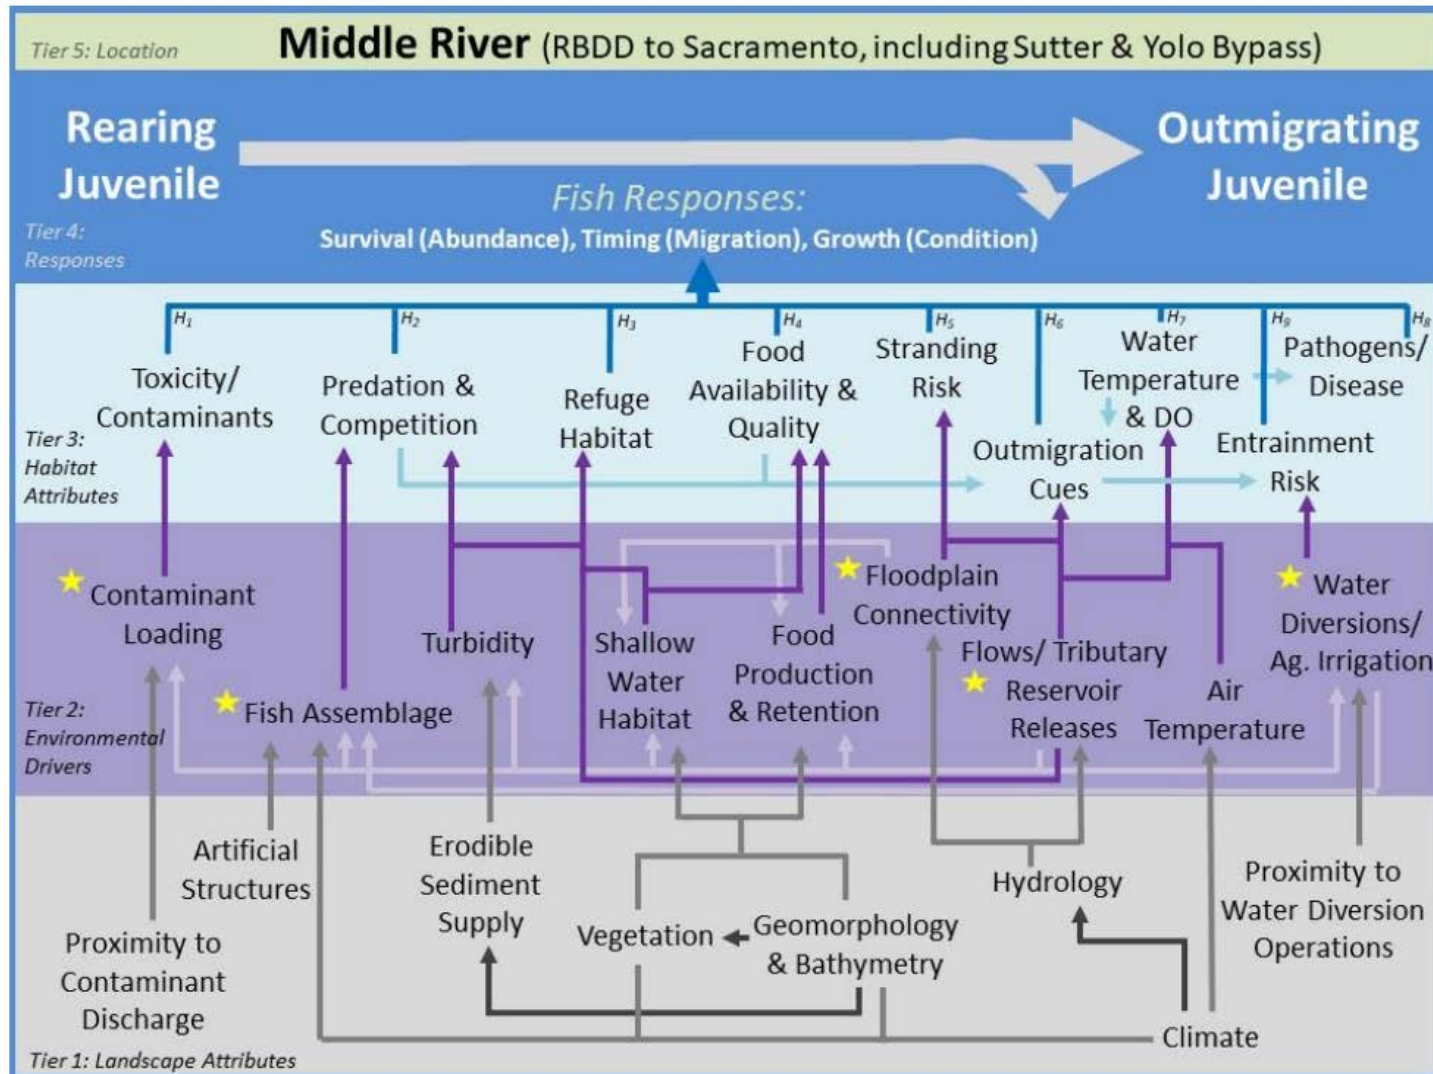 Tier 5: Location
Middle River (RBDD to Sacramento, including Sutter & Yolo Bypass)
Rearing
Juvenile
Outmigrating
Juvenile
Fish Responses:
Survival (Abundance), Timing (Migration), Growth (Condition)
Tier 4:
Responses
H1
H2
H3
H4
H5
H6
H7
H9
H8
Toxicity/
Contaminants
Predation &
Competition
Refuge
Habitat
Food
Availability &
Quality
Stranding
Risk
Outmigration
Cues
Water
Temperature
& DO
Entrainment
Risk
Pathogens/
Disease
Tier 3:
Habitat
Attributes
Contaminant
Loading
Fish Assemblage
Turbidity
Shallow
Water
Habitat
Food
Production
& Retention
Floodplain
Connectivity
Flows/ Tributary
Reservoir
Releases
Air
Temperature
Water
Diversions/
Ag. Irrigation
Tier 2:
Environmental
Drivers
Proximity to
Contaminant
Discharge
Artificial
Structures
Erodible
Sediment
Supply
Vegetation
Geomorphology
& Bathymetry
Hydrology
Climate
Proximity to
Water Diversion
Operations
Tier 1: Landscape Attributes